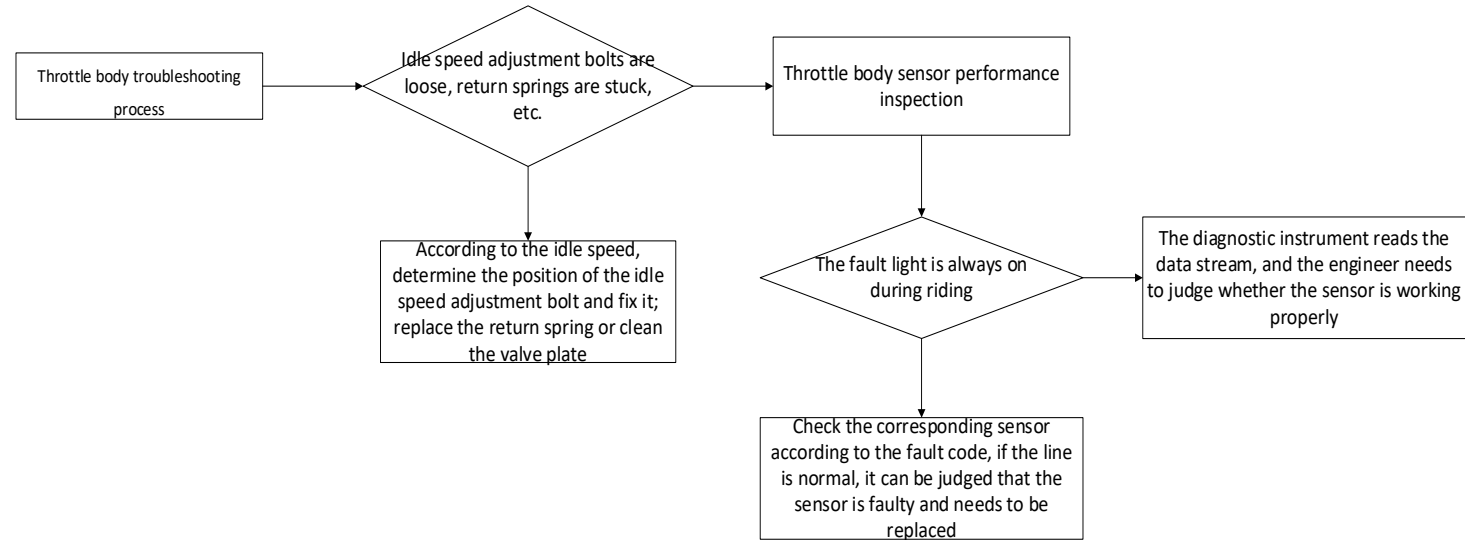 Throttle body troubleshooting
process
Idle speed adjustment bolts are
loose, return springs are stuck,
etc.
Throttle body sensor performance
inspection
According to the idle speed,
determine the position of the idle
speed adjustment bolt and fix it;
replace the return spring or clean
the valve plate
The fault light is always on
during riding
The diagnostic instrument reads the
data stream, and the engineer needs
to judge whether the sensor is working
properly
Check the corresponding sensor
according to the fault code, if the line
is normal, it can be judged that the
sensor is faulty and needs to be
replaced